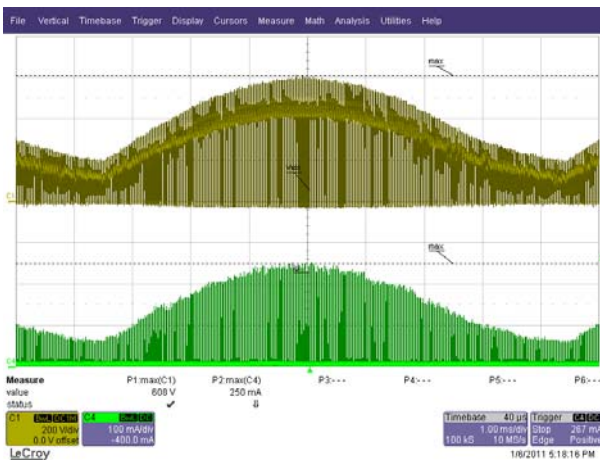 File Vertical Timebase Trigger Display Cursors Measure Math Analysis Utilities Help
max
C1
max
C4
Measure P1:max(C1) P2:max(C4) P3:--- P4:--- P5:--- P6:---
value 608 V 250 mA
status
C1
200 V/div
0.0 V offset
C4
100 mA/div
-400.0 mA
Timebase 40 µs
1.00 ms/div
100 kS 10 MS/s
Trigger C4 DC
Stop 267 mA
Edge Positive
LeCroy
1/6/2011 5:18:16 PM